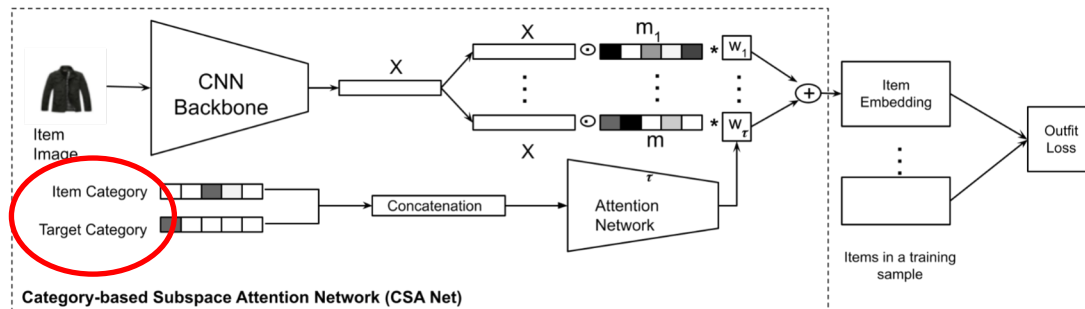 X
X
⊙
m1
*
w1
CNN
Backbone
+
Item
Embedding
Outfit
Loss
Item
Image
X
⊙
m
*
wτ
τ
Item Category
Target Category
Concatenation
Attention
Network
Items in a training
sample
Category-based Subspace Attention Network (CSA Net)